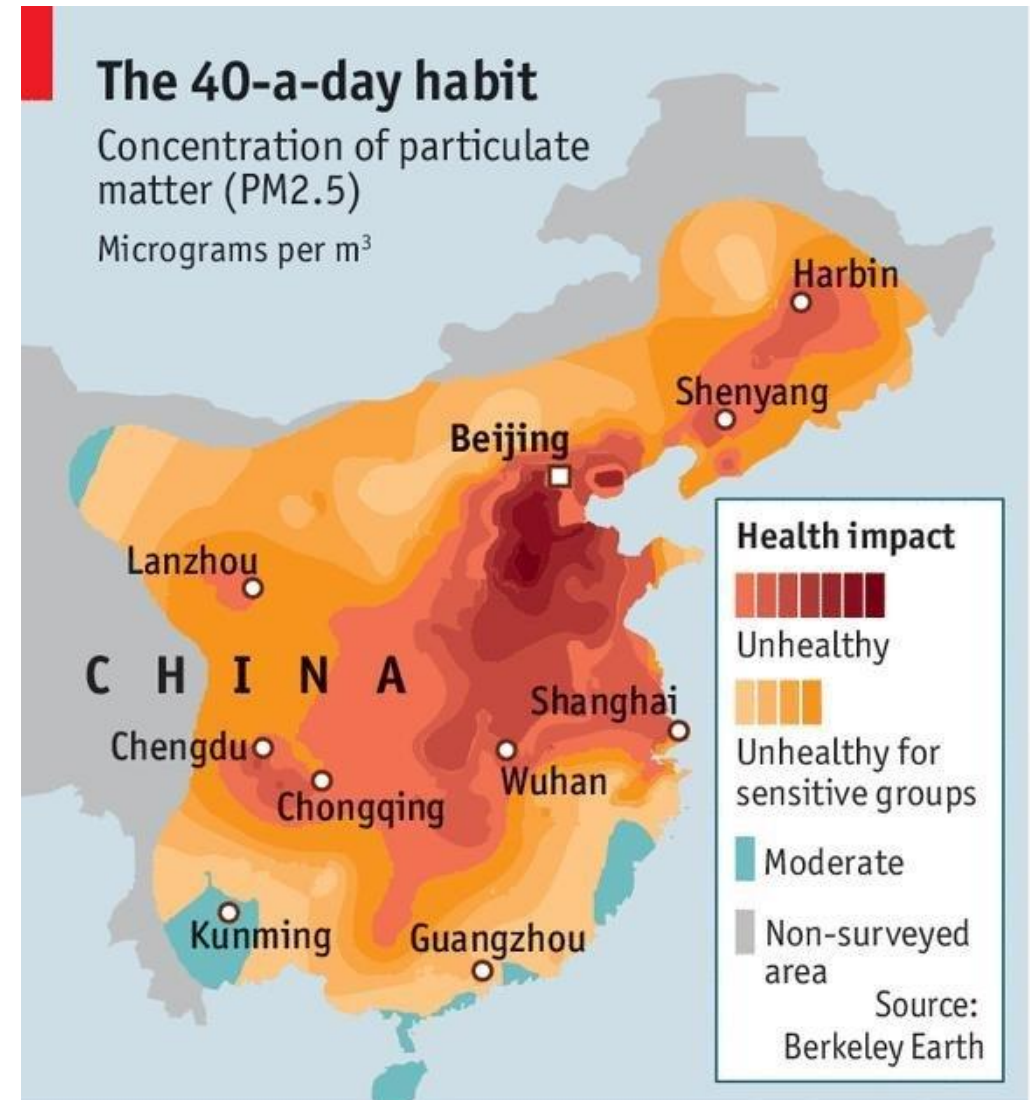 The 40-a-day habit
Concentration of particulate
matter (PM2.5)
Micrograms per m³
Harbin
Shenyang
Beijing
Lanzhou
CHINA
Shanghai
Chengdu
Wuhan
Chongqing
Kunming
Guangzhou
Health impact
Unhealthy
Unhealthy for
sensitive groups
Moderate
Non-surveyed
area
Source:
Berkeley Earth